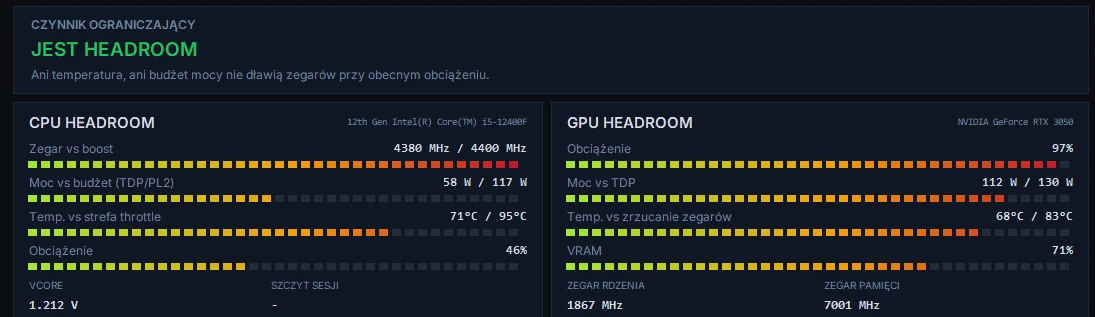 CZYNNIK OGRANICZAJĄCY
JEST HEADROOM
Ani temperatura, ani budżet mocy nie dławią zegarów przy obecnym obciążeniu.
CPU HEADROOM 12th Gen Intel(R) Core(TM) i5-12400F
Zegar vs boost 4380 MHz / 4400 MHz
Moc vs budżet (TDP/PL2) 58 W / 117 W
Temp. vs strefa throttle 71°C / 95°C
Obciążenie 46%
VCORE SZCZYT SESJI
1.212 V -
GPU HEADROOM NVIDIA GeForce RTX 3050
Obciążenie 97%
Moc vs TDP 112 W / 130 W
Temp. vs zrzucanie zegarów 68°C / 83°C
VRAM 71%
ZEGAR RDZENIA ZEGAR PAMIĘCI
1867 MHz 7001 MHz